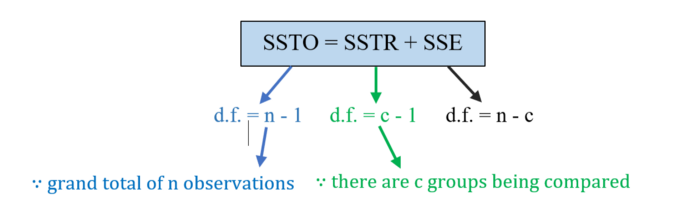 SSTO = SSTR + SSE
d.f. = n - 1 d.f. = c - 1 d.f. = n - c
∵ grand total of n observations ∵ there are c groups being compared